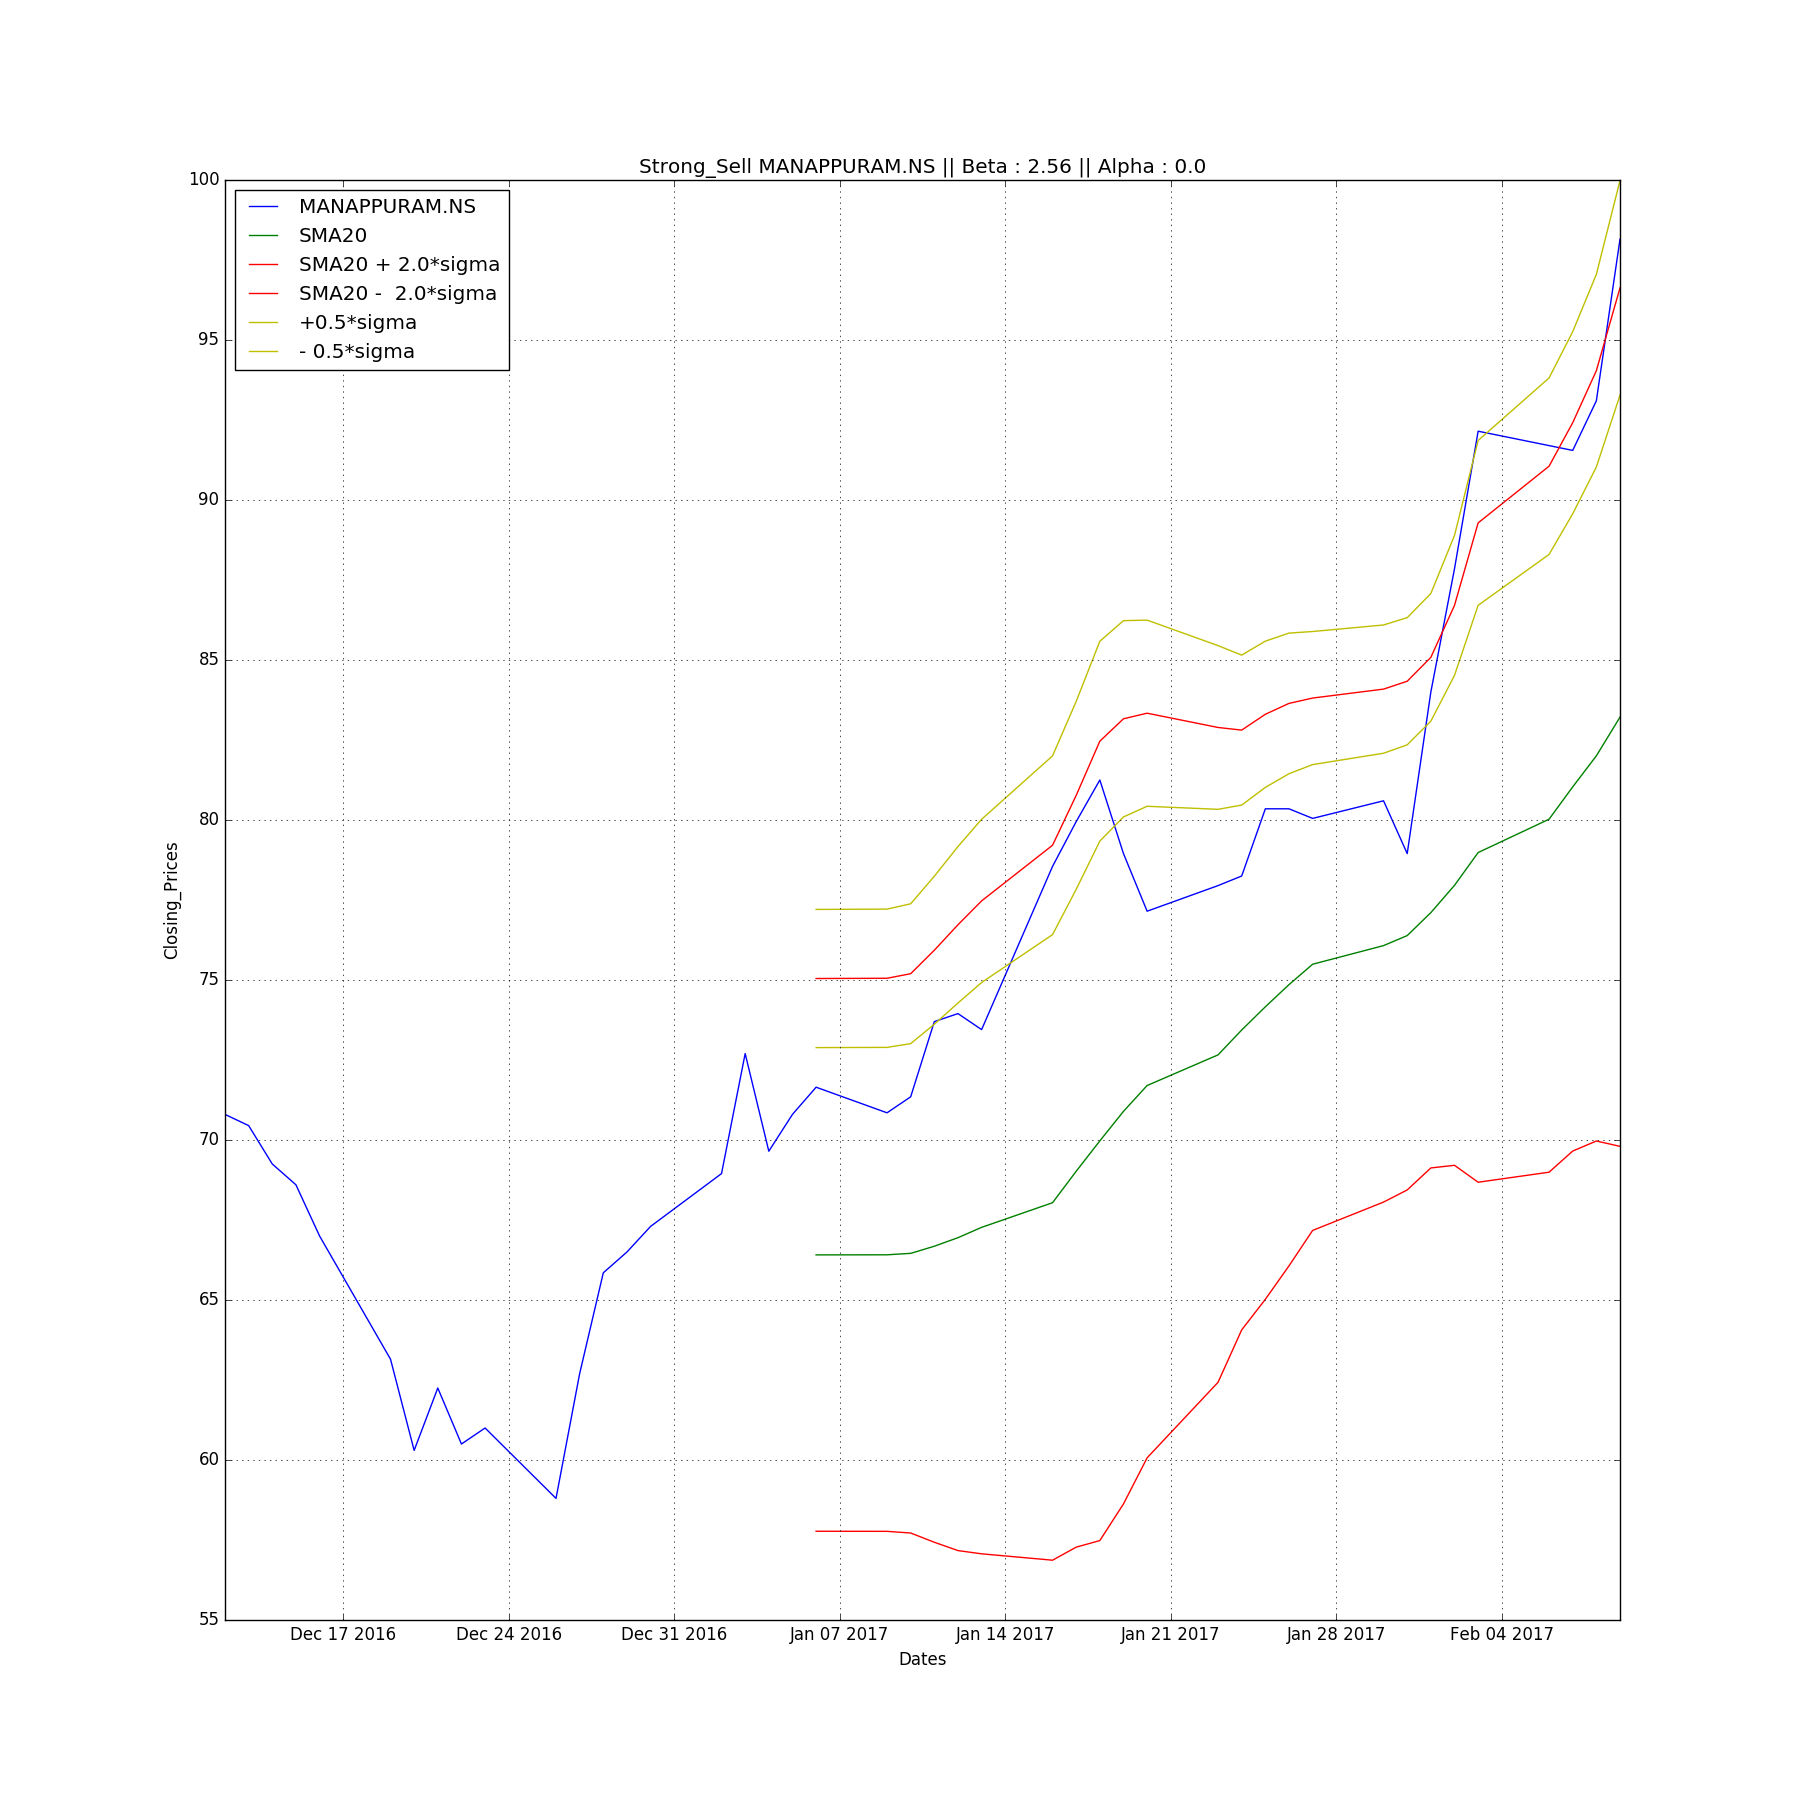 Strong_Sell MANAPPURAM.NS || Beta : 2.56 || Alpha : 0.0
MANAPPURAM.NS
SMA20
SMA20 + 2.0*sigma
SMA20 -  2.0*sigma
+0.5*sigma
- 0.5*sigma
100
95
90
85
80
75
70
65
60
55
Closing_Prices
Dec 17 2016
Dec 24 2016
Dec 31 2016
Jan 07 2017
Jan 14 2017
Jan 21 2017
Jan 28 2017
Feb 04 2017
Dates